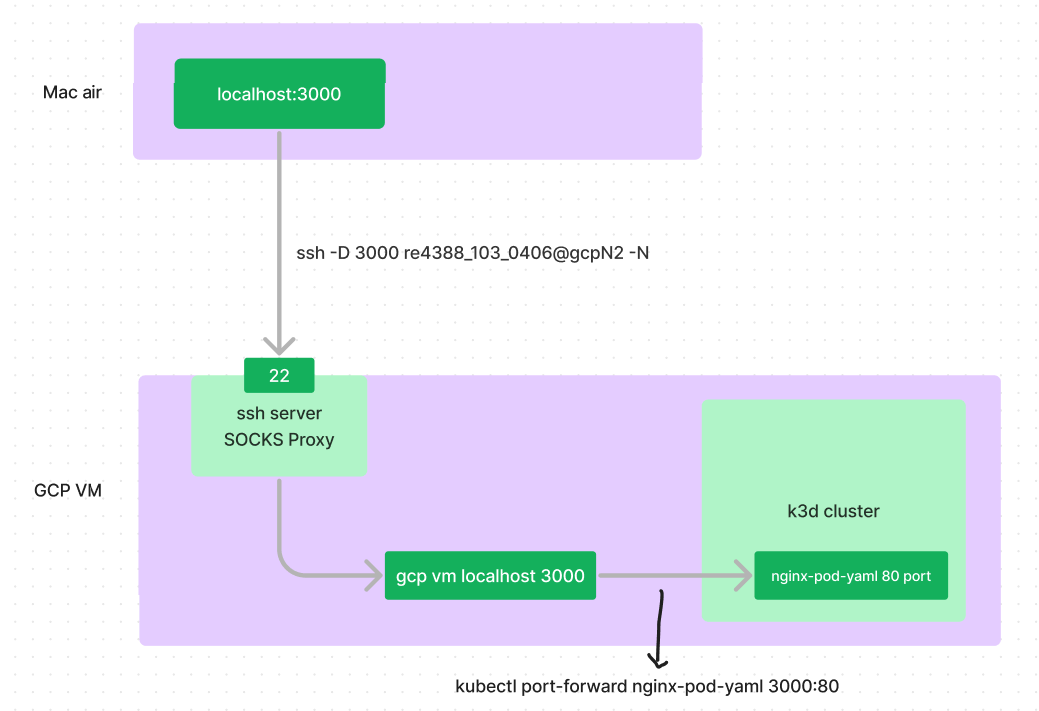 Mac air
localhost:3000
ssh -D 3000 re4388_103_0406@gcpN2 -N
22
ssh server
SOCKS Proxy
GCP VM
k3d cluster
gcp vm localhost 3000
nginx-pod-yaml 80 port
kubectl port-forward nginx-pod-yaml 3000:80